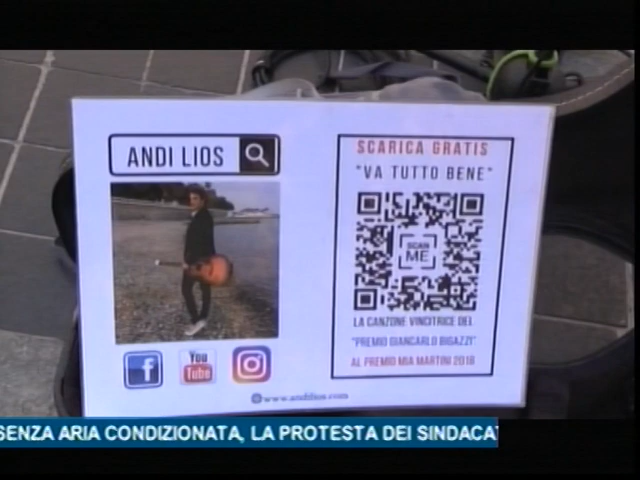 ANDI LIOS
SCARICA GRATIS
"VA TUTTO BENE"
SCAN
ME
LA CANZONE VINCITRICE DEL
"PREMIO GIANCARLO BIGAZZI"
AL PREMIO MIA MARTINI 2018
f
You
Tube
www.andilios.com
SENZA ARIA CONDIZIONATA, LA PROTESTA DEI SINDACAT